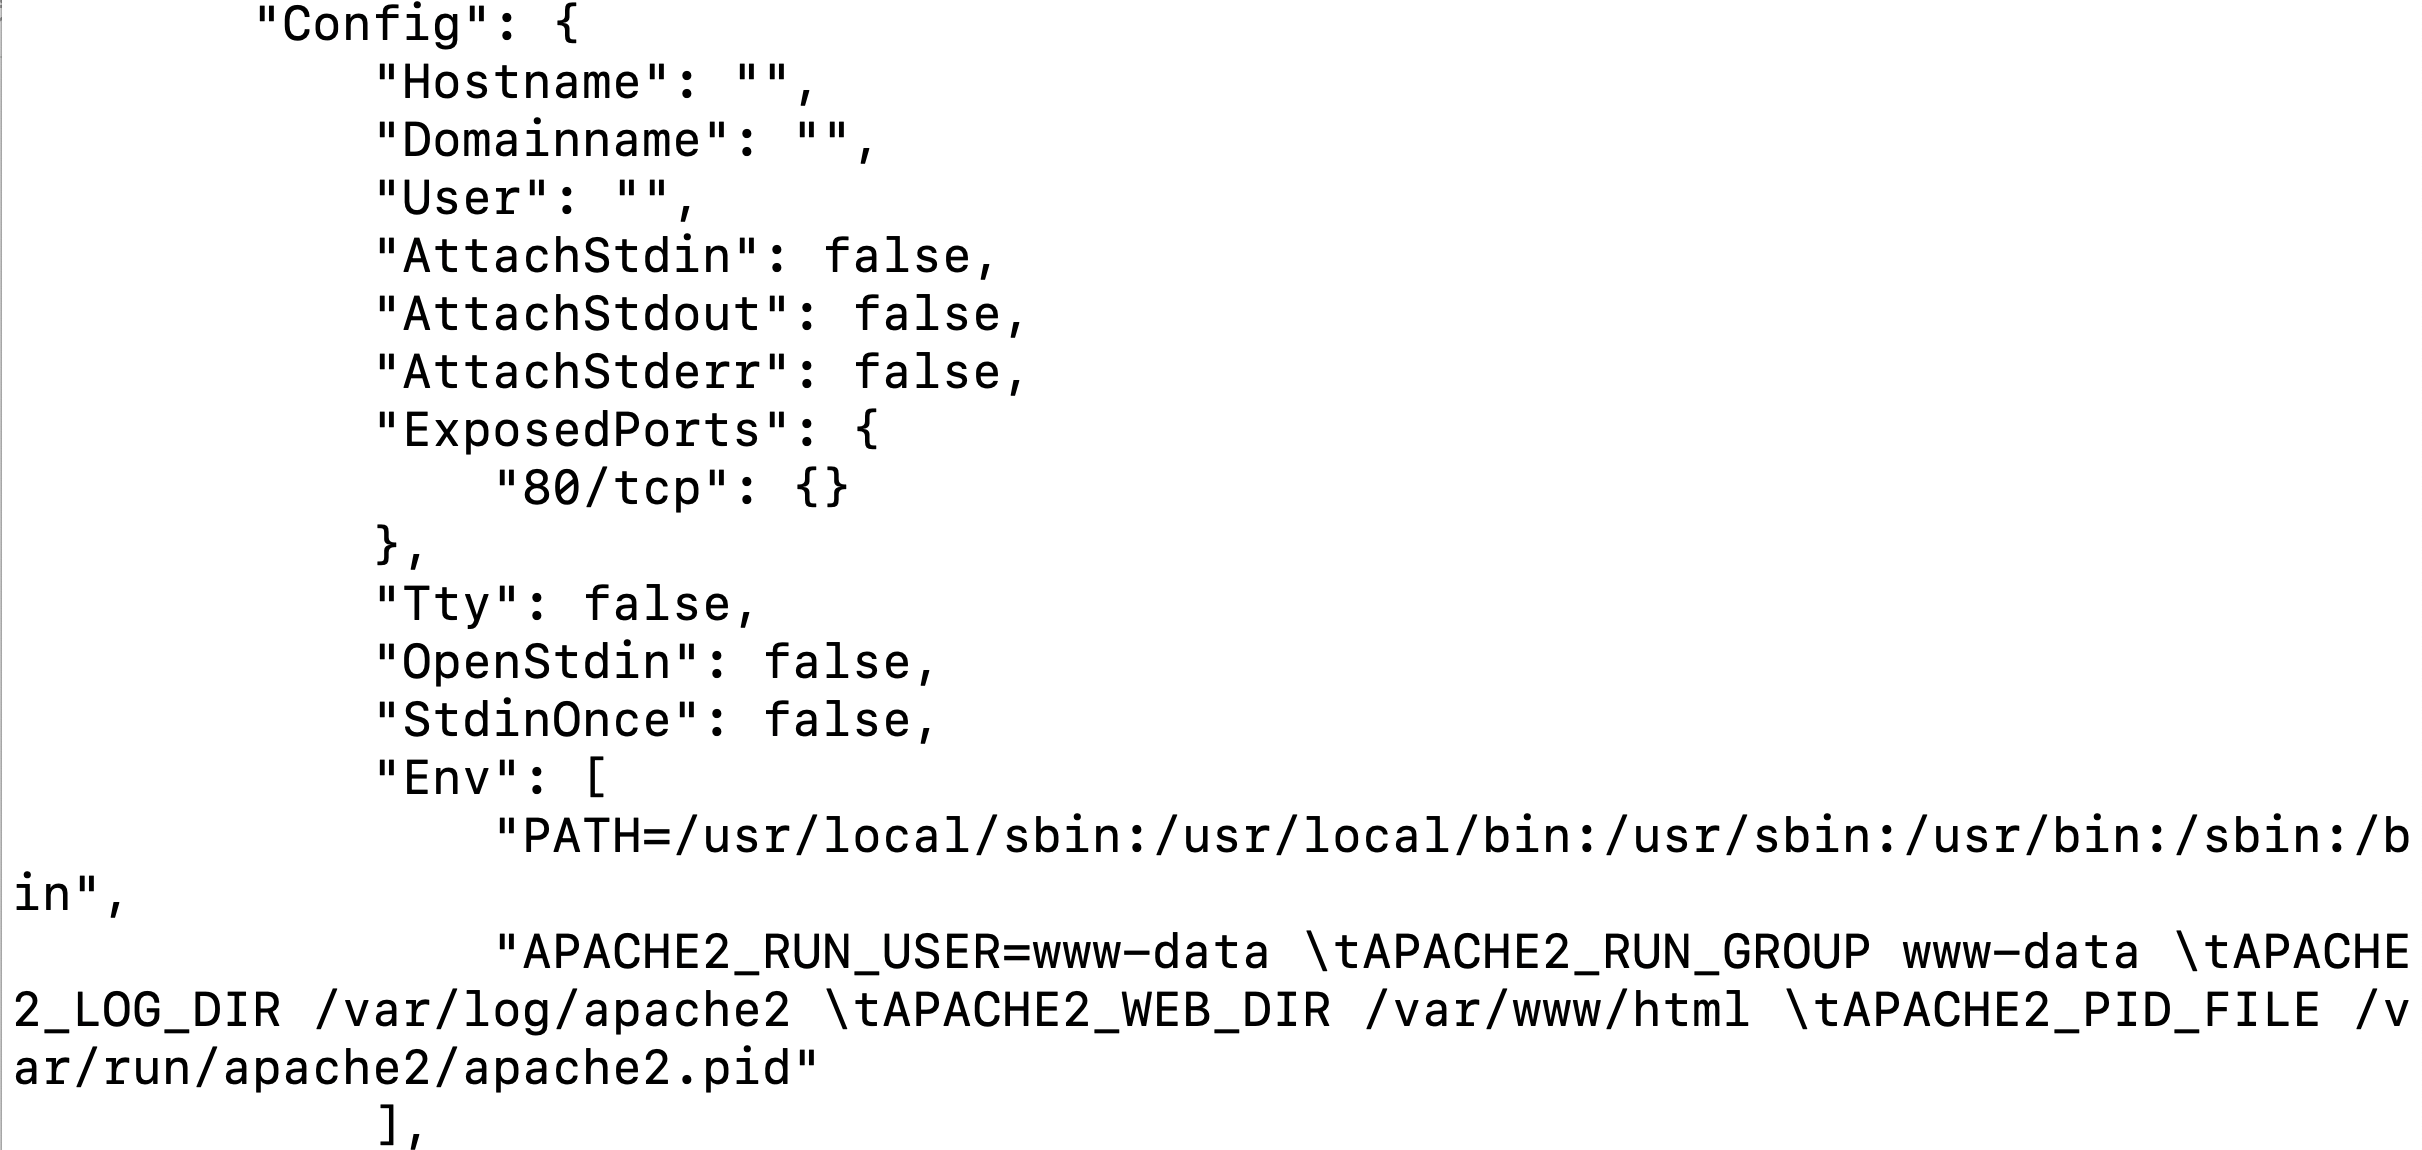 "Config": {
"Hostname": "",
"Domainname": "",
"User": "",
"AttachStdin": false,
"AttachStdout": false,
"AttachStderr": false,
"ExposedPorts": {
"80/tcp": {}
},
"Tty": false,
"OpenStdin": false,
"StdinOnce": false,
"Env": [
"PATH=/usr/local/sbin:/usr/local/bin:/usr/sbin:/usr/bin:/sbin:/b
in",
"APACHE2_RUN_USER=www-data \tAPACHE2_RUN_GROUP www-data \tAPACHE
2_LOG_DIR /var/log/apache2 \tAPACHE2_WEB_DIR /var/www/html \tAPACHE2_PID_FILE /v
ar/run/apache2/apache2.pid"
],